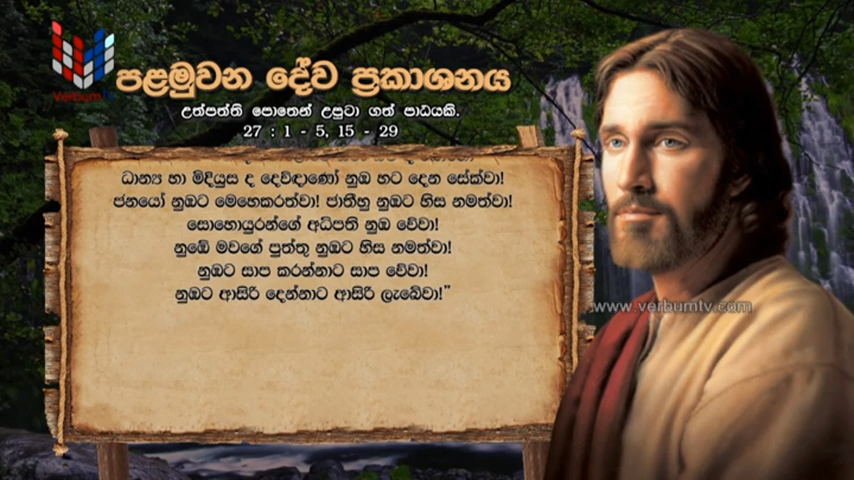 VerbumTv
පළමුවන දේව ප්‍රකාශනය
උත්පත්ති පොතෙන් උපුටා ගත් පාඨයකි.
27 : 1 - 5, 15 - 29
ධාන්‍ය හා මිදියුස ද දෙවිඳාණෝ නුඹ හට දෙන සේක්වා!
ජනයෝ නුඹට මෙහෙකරත්වා! ජාතීහු නුඹට හිස නමත්වා!
සොහොයුරන්ගේ අධිපති නුඹ වේවා!
නුඹේ මවගේ පුත්තු නුඹට හිස නමත්වා!
නුඹට සාප කරන්නාට සාප වේවා!
නුඹට ආසිරි දෙන්නාට ආසිරි ලැබේවා!”
www.verbumtv.com